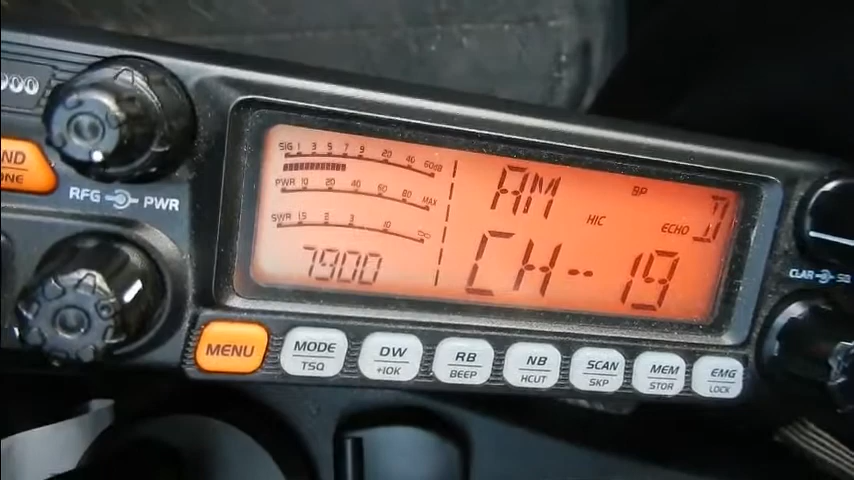 900
ND
RFG PWR
SIG 1 3 5 7 9 20 40 60dB
PWR 10 20 40 60 80 MAX
SWR 1.5 2 3 10 ∞
7900
AM BP
HIC ECHO D
CH--19
CLAR SQ
MENU MODE DW RB NB SCAN MEM EMG
TSQ +10K BEEP HCUT SKP STOR LOCK